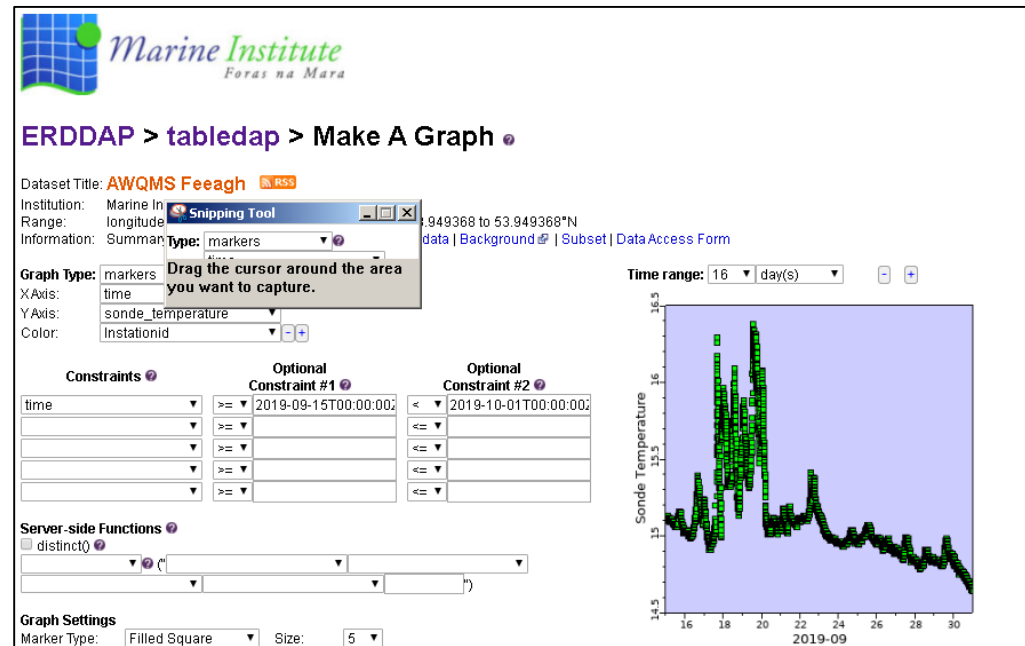 Marine Institute
Foras na Mara
ERDDAP > tabledap > Make A Graph
Dataset Title: AWQMS Feeagh RSS
Institution: Marine In
Range: longitude .949368 to 53.949368°N
Information: Summary data | Background | Subset | Data Access Form
Snipping Tool
Type: markers
Drag the cursor around the area
you want to capture.
Graph Type: markers
X Axis: time
Y Axis: sonde_temperature
Color: Instationid - +
Time range: 16 day(s) - +
Constraints Optional Constraint #1 Optional Constraint #2
time >= 2019-09-15T00:00:00Z < 2019-10-01T00:00:00Z
>= <=
>= <=
>= <=
>= <=
Server-side Functions
distinct()
("
")
Graph Settings
Marker Type: Filled Square Size: 5
Sonde Temperature
16.5
16
15.5
15
14.5
16 18 20 22 24 26 28 30
2019-09